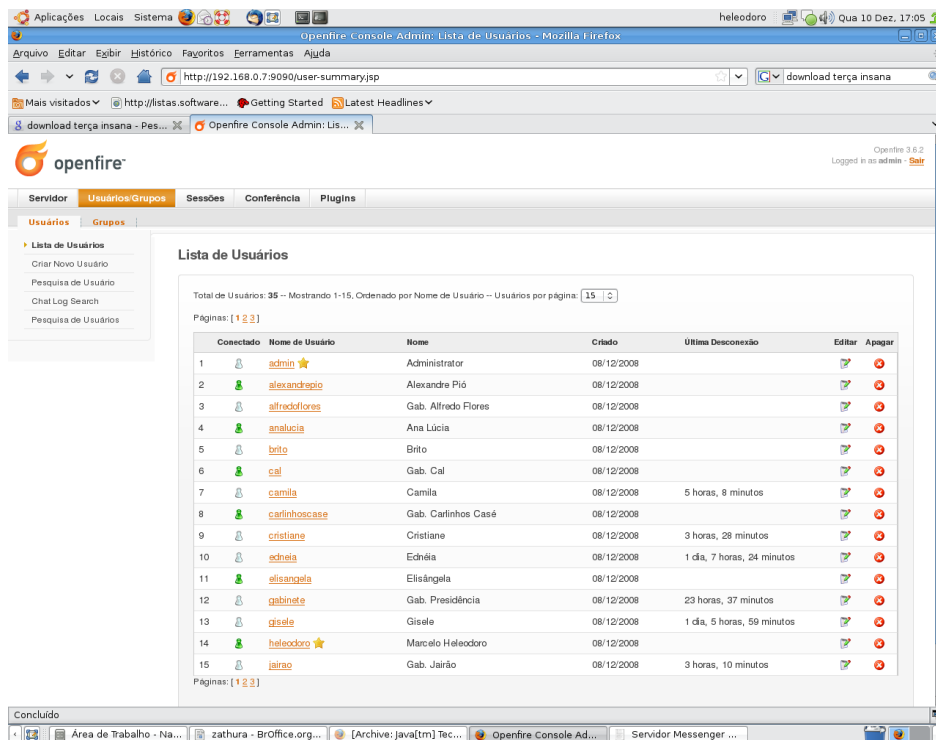 Aplicações Locais Sistema heleodoro Qua 10 Dez, 17:05
Openfire Console Admin: Lista de Usuários - Mozilla Firefox
Arquivo Editar Exibir Histórico Favoritos Ferramentas Ajuda
http://192.168.0.7:9090/user-summary.jsp download terça insana
Mais visitados http://listas.software... Getting Started Latest Headlines
download terça insana - Pes... Openfire Console Admin: Lis...
openfire
Openfire 3.6.2
Logged in as admin - Sair
Servidor Usuários/Grupos Sessões Conferência Plugins
Usuários Grupos
Lista de Usuários
Criar Novo Usuário
Pesquisa de Usuário
Chat Log Search
Pesquisa de Usuários
Lista de Usuários
Total de Usuários: 35 -- Mostrando 1-15, Ordenado por Nome de Usuário -- Usuários por página: 15
Páginas: [ 1 2 3 ]
Conectado Nome de Usuário Nome Criado Última Desconexão Editar Apagar
1 admin Administrator 08/12/2008
2 alexandrepio Alexandre Pió 08/12/2008
3 alfredoflores Gab. Alfredo Flores 08/12/2008
4 analucia Ana Lúcia 08/12/2008
5 brito Brito 08/12/2008
6 cal Gab. Cal 08/12/2008
7 camila Camila 08/12/2008 5 horas, 8 minutos
8 carlinhoscase Gab. Carlinhos Casé 08/12/2008
9 cristiane Cristiane 08/12/2008 3 horas, 28 minutos
10 edneia Ednéia 08/12/2008 1 dia, 7 horas, 24 minutos
11 elisangela Elisângela 08/12/2008
12 gabinete Gab. Presidência 08/12/2008 23 horas, 37 minutos
13 gisele Gisele 08/12/2008 1 dia, 5 horas, 59 minutos
14 heleodoro Marcelo Heleodoro 08/12/2008
15 jairao Gab. Jairão 08/12/2008 3 horas, 10 minutos
Páginas: [ 1 2 3 ]
Concluído
Área de Trabalho - Na... zathura - BrOffice.org... [Archive: Java[tm] Tec... Openfire Console Ad... Servidor Messenger ...